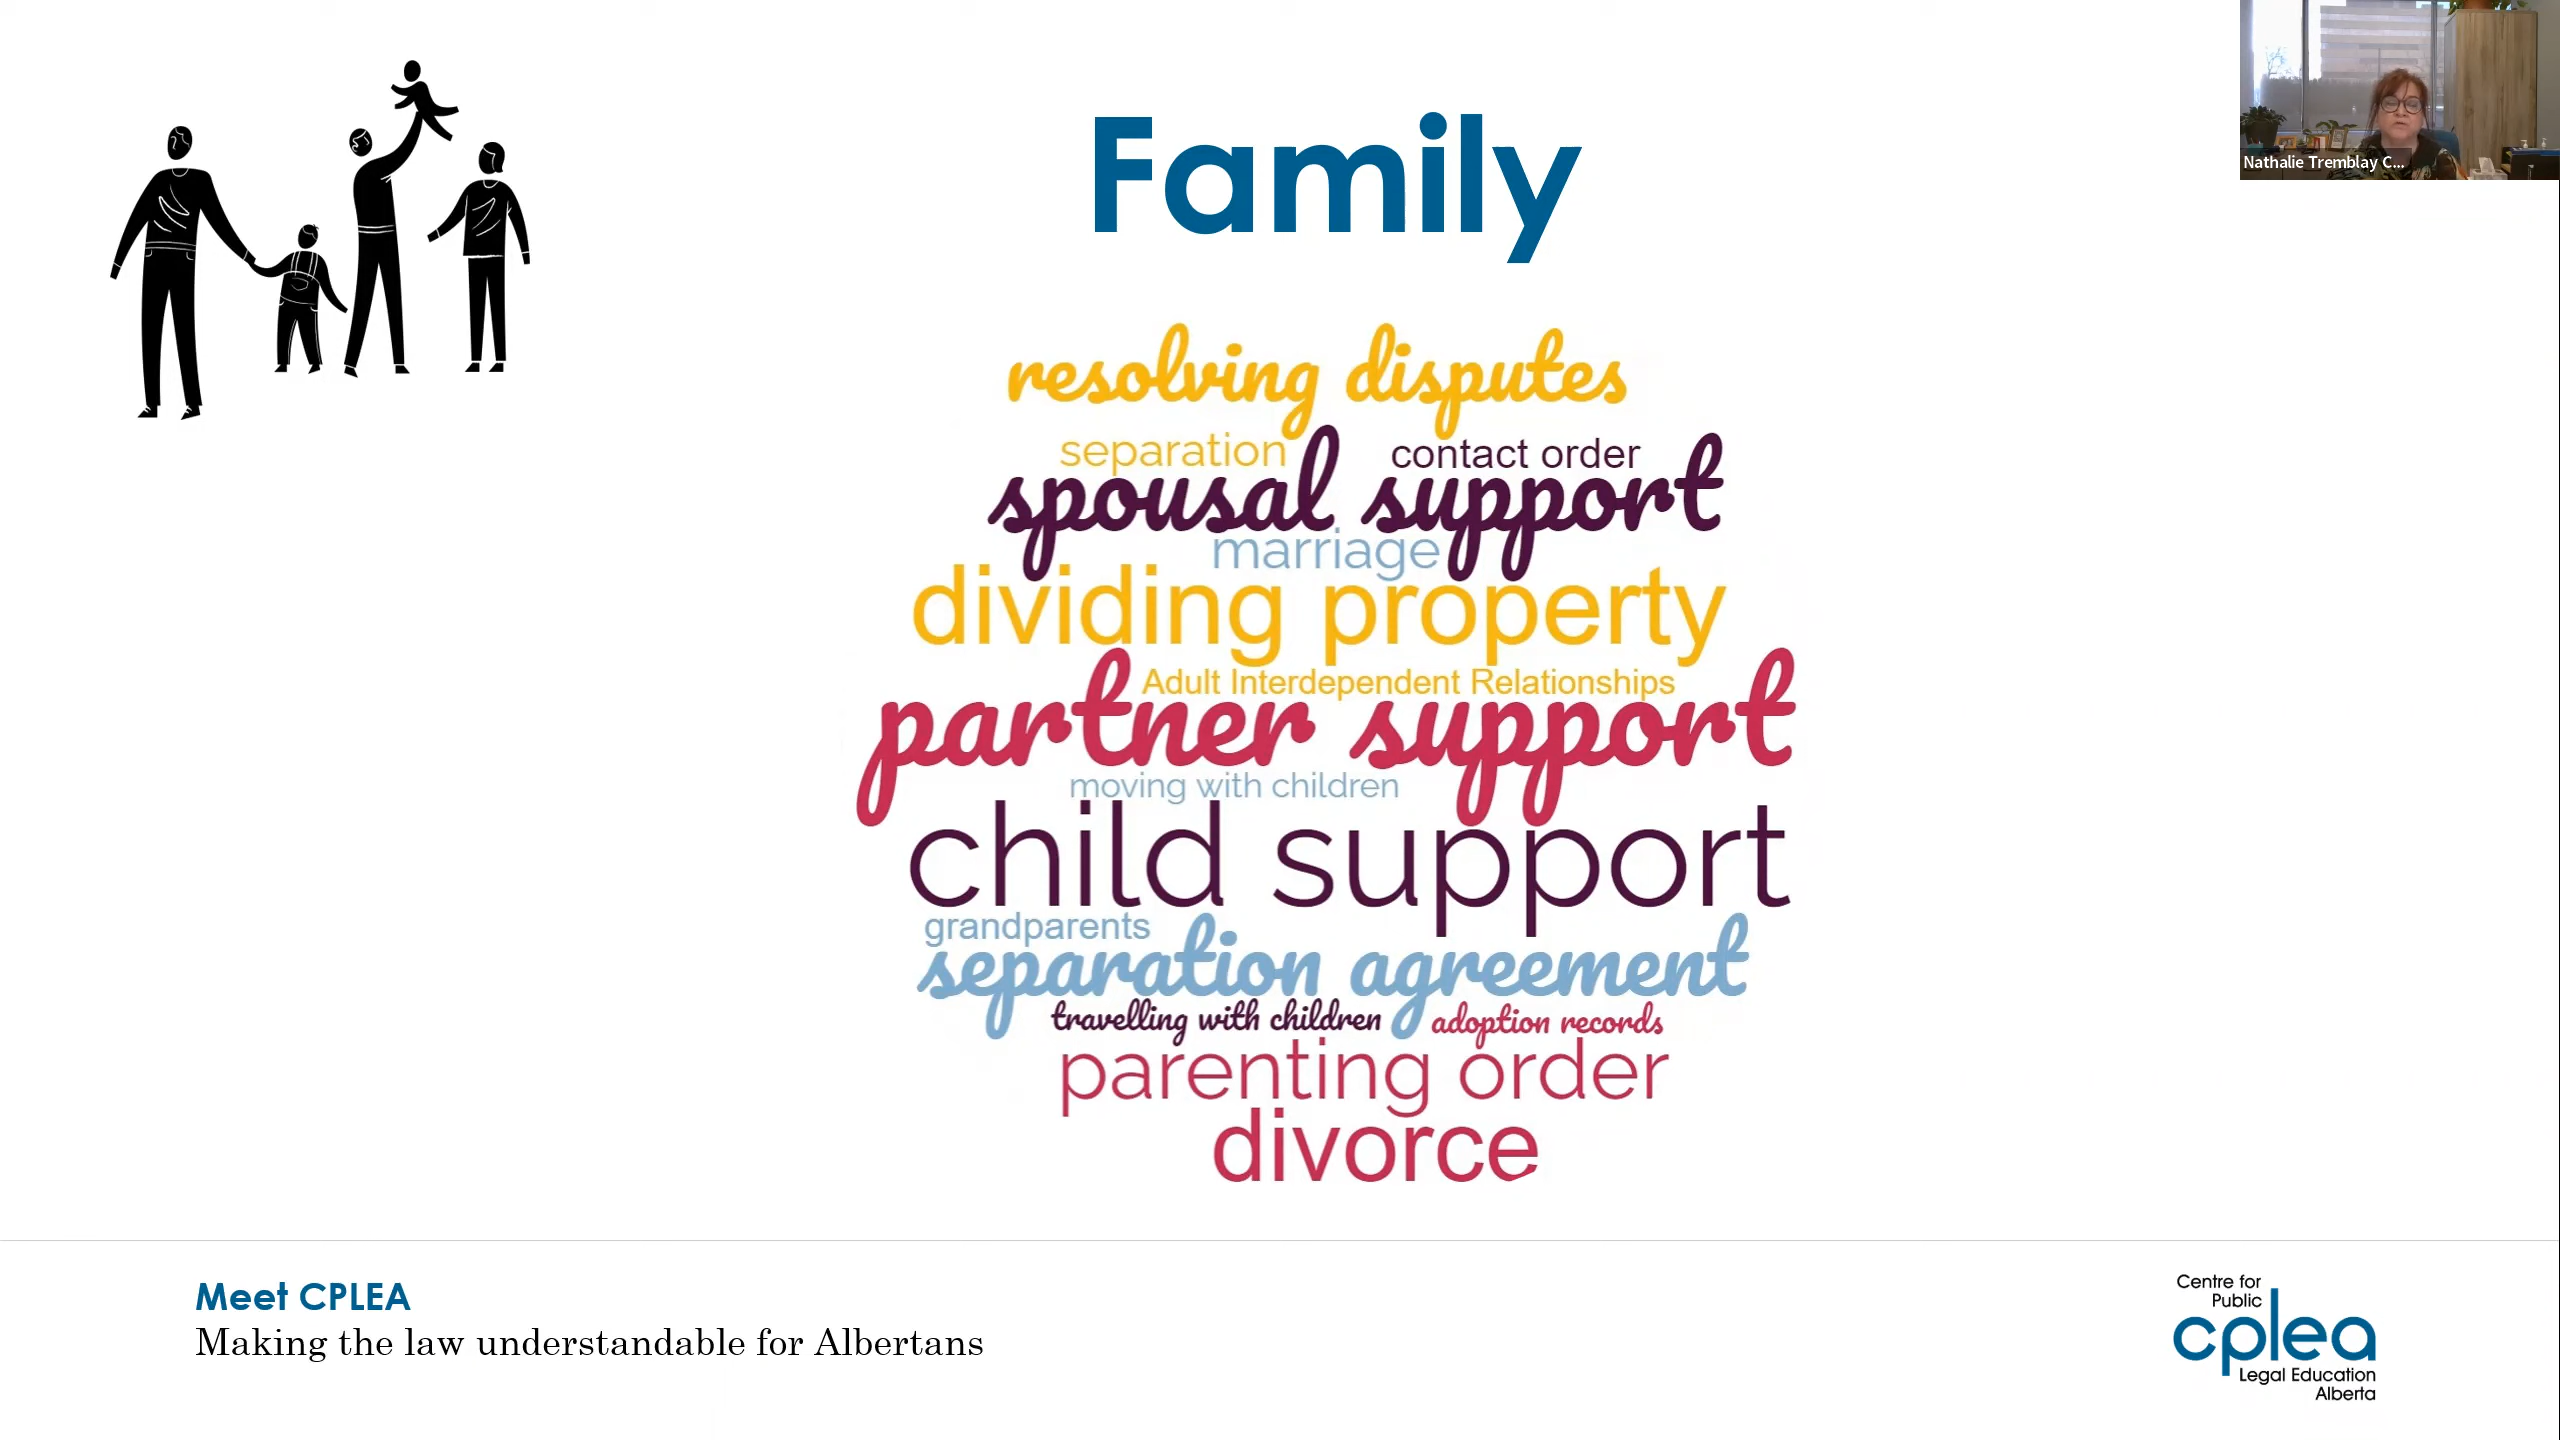 Family
Nathalie Tremblay C...
resolving disputes
separation
contact order
spousal support
marriage
dividing property
Adult Interdependent Relationships
partner support
moving with children
child support
grandparents
separation agreement
travelling with children
adoption records
parenting order
divorce
Meet CPLEA
Making the law understandable for Albertans
Centre for
Public
cplea
Legal Education
Alberta